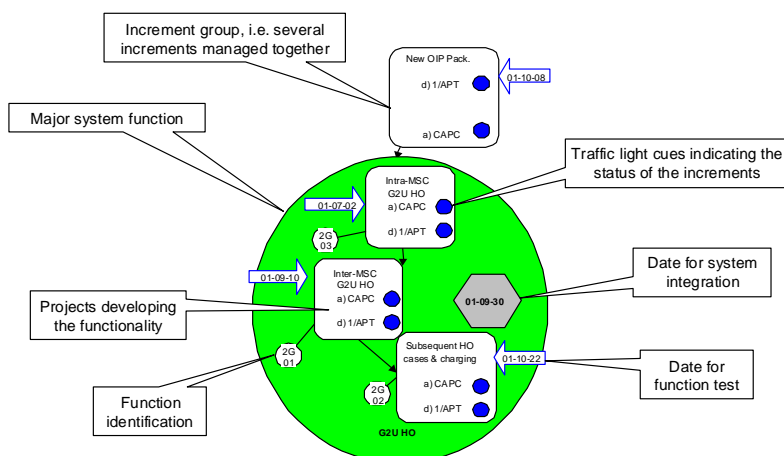 Increment group, i.e. several
increments managed together
New OIP Pack.
d) 1/APT
a) CAPC
01-10-08
Major system function
Traffic light cues indicating the
status of the increments
Intra-MSC
G2U HO
a) CAPC
d) 1/APT
01-07-02
2G
03
Inter-MSC
G2U HO
a) CAPC
d) 1/APT
01-09-10
01-09-30
Date for system
integration
Projects developing
the functionality
Subsequent HO
cases & charging
a) CAPC
d) 1/APT
01-10-22
2G
01
2G
02
Date for
function test
Function
identification
G2U HO